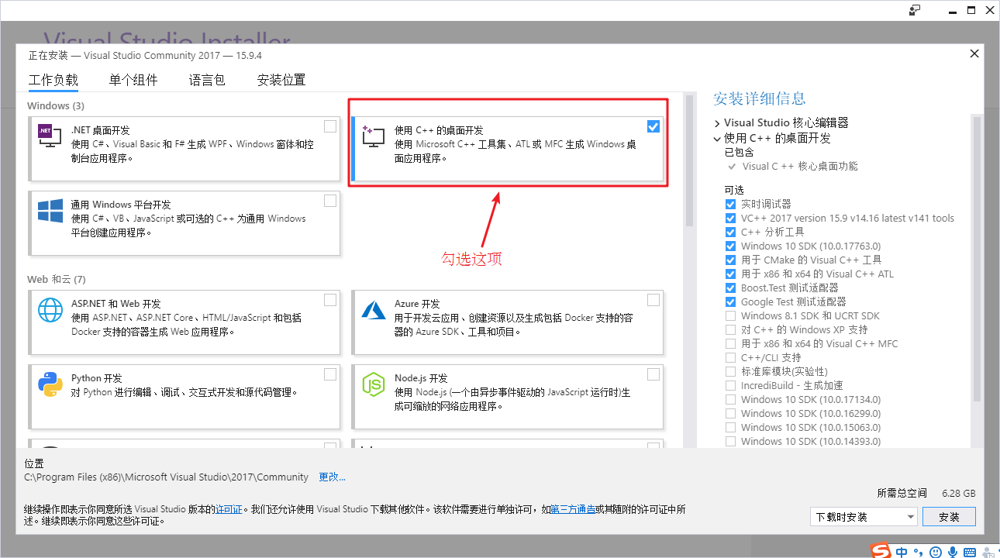 Visual Studio Installer
正在安装 — Visual Studio Community 2017 — 15.9.4
工作负载 单个组件 语言包 安装位置
Windows (3)
.NET
.NET 桌面开发
使用 C#、Visual Basic 和 F# 生成 WPF、Windows 窗体和控
制台应用程序。
使用 C++ 的桌面开发
使用 Microsoft C++ 工具集、ATL 或 MFC 生成 Windows 桌
面应用程序。
通用 Windows 平台开发
使用 C#、VB、JavaScript 或可选的 C++ 为通用 Windows
平台创建应用程序。
勾选这项
Web 和云 (7)
ASP.NET 和 Web 开发
使用 ASP.NET、ASP.NET Core、HTML/JavaScript 和包括
Docker 支持的容器生成 Web 应用程序。
Azure 开发
用于开发云应用、创建资源以及生成包括 Docker 支持的容
器的 Azure SDK、工具和项目。
Python 开发
对 Python 进行编辑、调试、交互式开发和源代码管理。
JS
Node.js 开发
使用 Node.js (一个由异步事件驱动的 JavaScript 运行时)生
成可缩放的网络应用程序。
安装详细信息
Visual Studio 核心编辑器
使用 C++ 的桌面开发
已包含
Visual C ++ 核心桌面功能
可选
实时调试器
VC++ 2017 version 15.9 v14.16 latest v141 tools
C++ 分析工具
Windows 10 SDK (10.0.17763.0)
用于 CMake 的 Visual C++ 工具
用于 x86 和 x64 的 Visual C++ ATL
Boost.Test 测试适配器
Google Test 测试适配器
Windows 8.1 SDK 和 UCRT SDK
对 C++ 的 Windows XP 支持
用于 x86 和 x64 的 Visual C++ MFC
C++/CLI 支持
标准库模块(实验性)
IncrediBuild - 生成加速
Windows 10 SDK (10.0.17134.0)
Windows 10 SDK (10.0.16299.0)
Windows 10 SDK (10.0.15063.0)
Windows 10 SDK (10.0.14393.0)
位置
C:\Program Files (x86)\Microsoft Visual Studio\2017\Community 更改...
所需总空间 6.28 GB
继续操作即表示你同意所选 Visual Studio 版本的许可证。我们还允许使用 Visual Studio 下载其他软件。该软件需要进行单独许可，如第三方通告或其随附的许可证中所
述。继续即表示你同意这些许可证。
下载时安装 安装
S 中